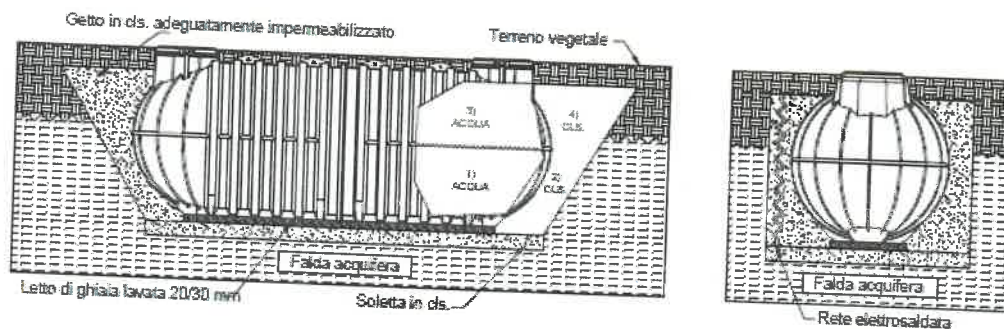 Getto in cls. adeguatamente impermeabilizzato
Terreno vegetale
3)
ACQUA
4)
CLS.
1)
ACQUA
2)
CLS.
Falda acquifera
Letto di ghiaia lavata 20/30 mm
Soletta in cls.
Falda acquifera
Rete elettrosaldata